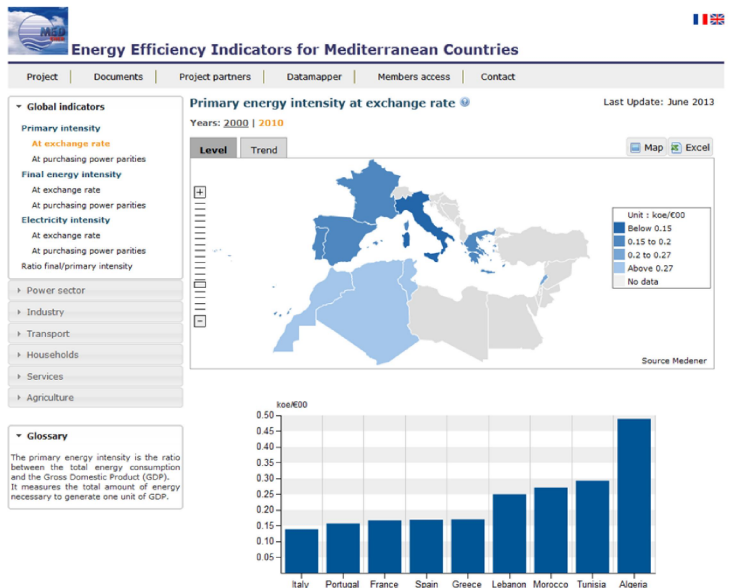 MED
Energy Efficiency Indicators for Mediterranean Countries
Project | Documents | Project partners | Datamapper | Members access | Contact
Global indicators
Primary intensity
At exchange rate
At purchasing power parities
Final energy intensity
At exchange rate
At purchasing power parities
Electricity intensity
At exchange rate
At purchasing power parities
Ratio final/primary intensity
Power sector
Industry
Transport
Households
Services
Agriculture
Glossary
The primary energy intensity is the ratio
between the total energy consumption
and the Gross Domestic Product (GDP).
It measures the total amount of energy
necessary to generate one unit of GDP.
Primary energy intensity at exchange rate ?
Last Update: June 2013
Years: 2000 | 2010
Level Trend
Map Excel
+
−
Unit : koe/€00
Below 0.15
0.15 to 0.2
0.2 to 0.27
Above 0.27
No data
Source Medener
koe/€00
0.50
0.45
0.40
0.35
0.30
0.25
0.20
0.15
0.10
0.05
Italy Portugal France Spain Greece Lebanon Morocco Tunisia Algeria